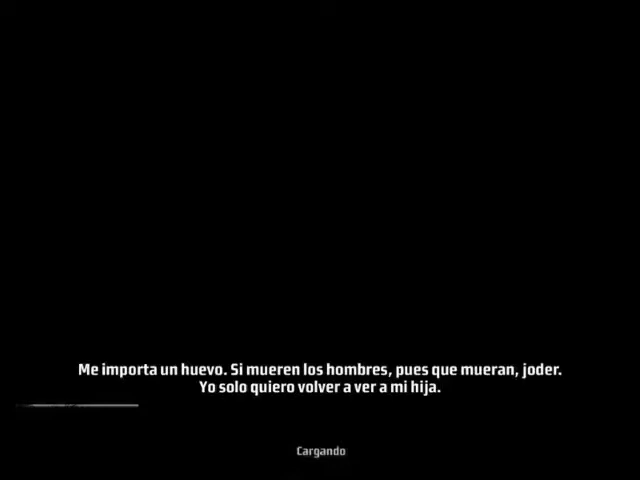 Me importa un huevo. Si mueren los hombres, pues que mueran, joder.
Yo solo quiero volver a ver a mi hija.
Cargando